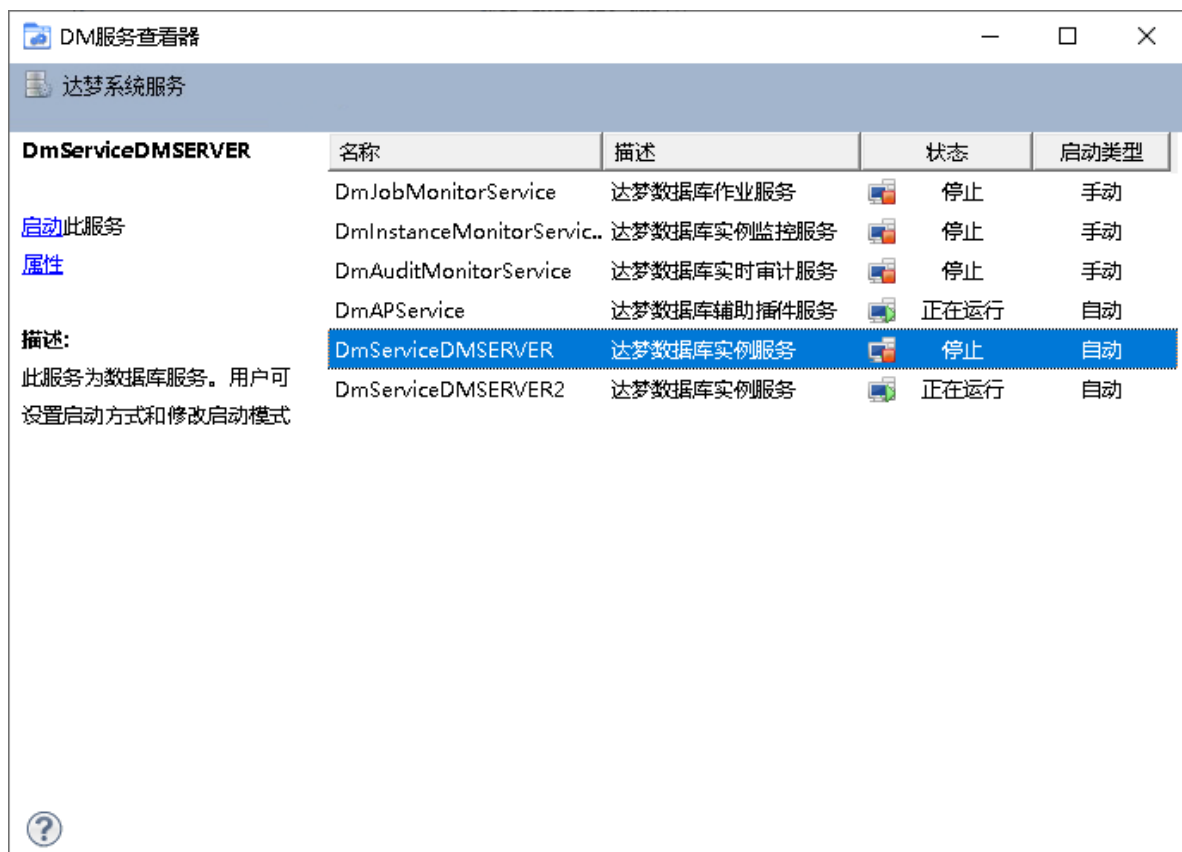 DM服务查看器
达梦系统服务
DmServiceDMSERVER
启动此服务
属性
描述:
此服务为数据库服务。用户可
设置启动方式和修改启动模式
名称 描述 状态 启动类型
DmJobMonitorService 达梦数据库作业服务 停止 手动
DmInstanceMonitorServic.. 达梦数据库实例监控服务 停止 手动
DmAuditMonitorService 达梦数据库实时审计服务 停止 手动
DmAPService 达梦数据库辅助插件服务 正在运行 自动
DmServiceDMSERVER 达梦数据库实例服务 停止 自动
DmServiceDMSERVER2 达梦数据库实例服务 正在运行 自动